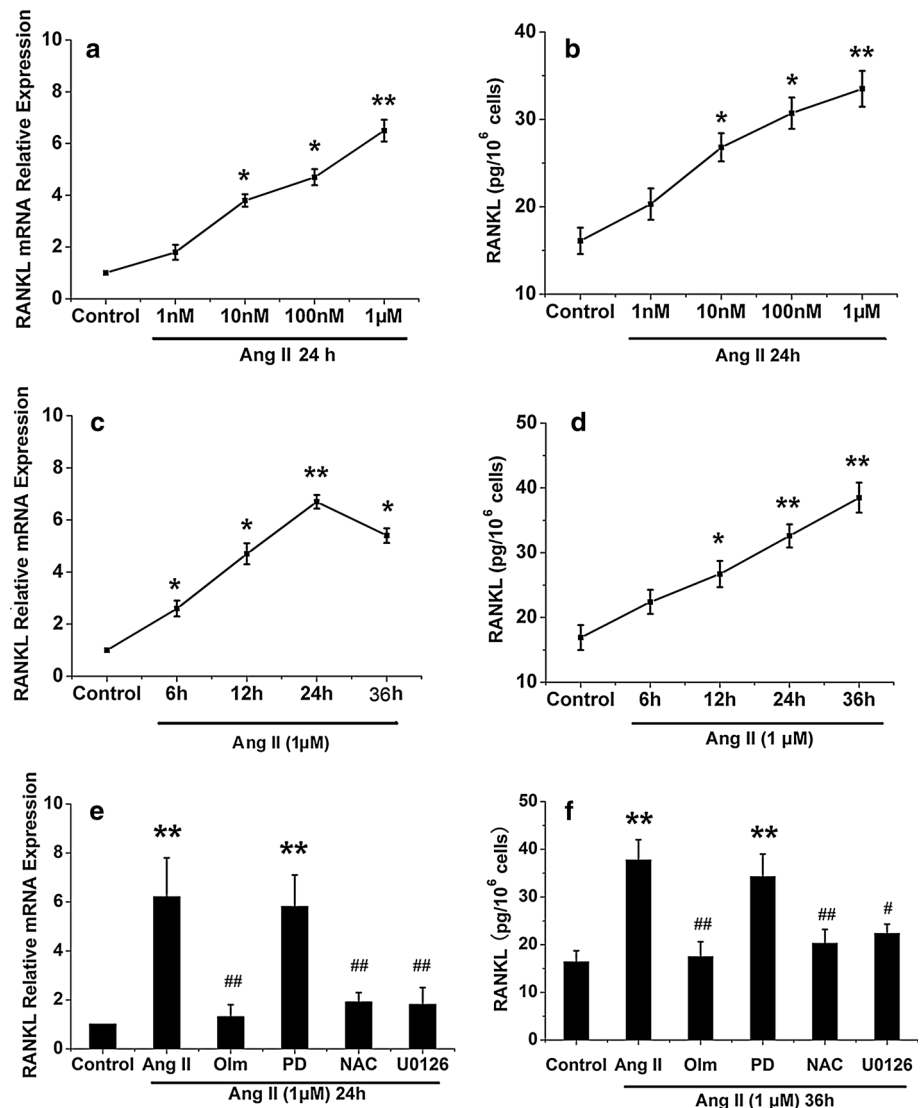 a
RANKL mRNA Relative Expression
10
8
6
4
2
0
* * **
Control 1nM 10nM 100nM 1µM
Ang II 24 h
b
RANKL (pg/10⁶ cells)
40
30
20
10
* * **
Control 1nM 10nM 100nM 1µM
Ang II 24h
c
RANKL Relative mRNA Expression
10
8
6
4
2
0
* * ** *
Control 6h 12h 24h 36h
Ang II (1µM)
d
RANKL (pg/10⁶ cells)
50
40
30
20
10
* ** **
Control 6h 12h 24h 36h
Ang II (1 µM)
e
RANKL Relative mRNA Expression
10
8
6
4
2
0
** ## ** ## ##
Control Ang II Olm PD NAC U0126
Ang II (1µM) 24h
f
RANKL (pg/10⁶ cells)
50
40
30
20
10
0
** ## ** ## #
Control Ang II Olm PD NAC U0126
Ang II (1 µM) 36h